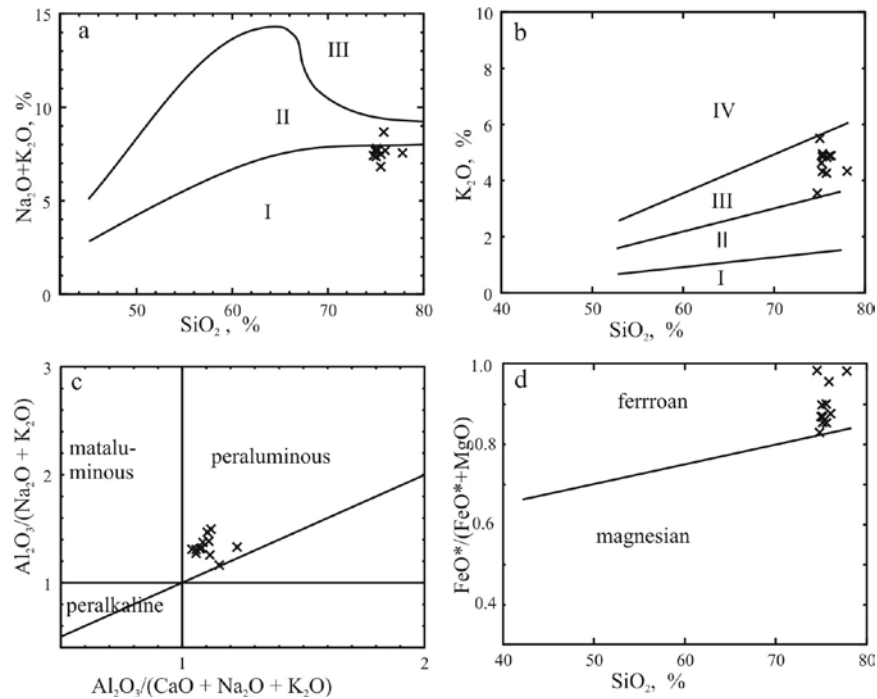 a
Na₂O+K₂O, %
15
10
5
0
I
II
III
50
60
70
80
SiO₂ , %
b
K₂O, %
10
8
6
4
2
0
IV
III
II
I
40
50
60
70
80
SiO₂, %
c
Al₂O₃/(Na₂O + K₂O)
3
2
1
matalu-
minous
peraluminous
peralkaline
1
2
Al₂O₃/(CaO + Na₂O + K₂O)
d
FeO*/(FeO*+MgO)
1.0
0.8
0.6
0.4
ferrroan
magnesian
40
50
60
70
80
SiO₂, %